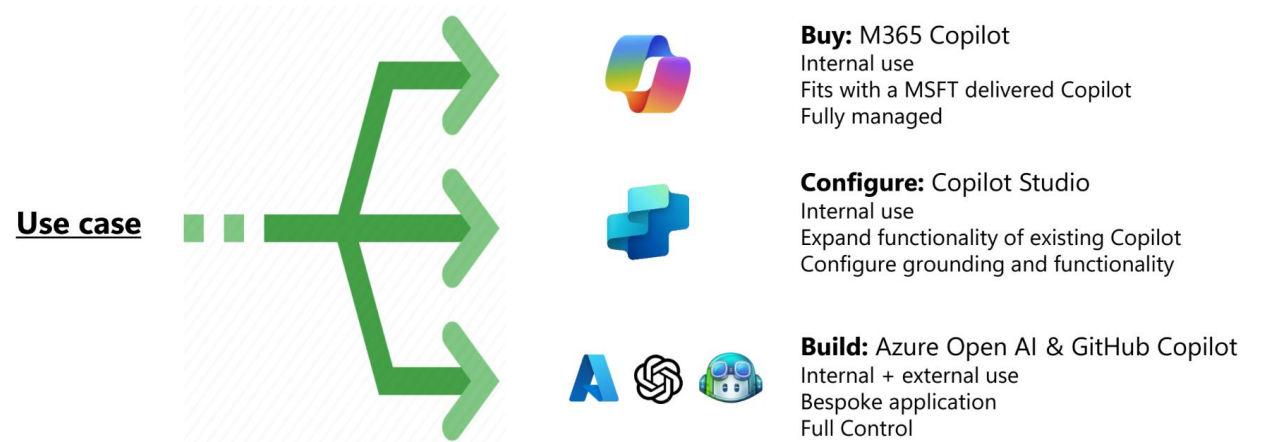 Use case
Buy: M365 Copilot
Internal use
Fits with a MSFT delivered Copilot
Fully managed
Configure: Copilot Studio
Internal use
Expand functionality of existing Copilot
Configure grounding and functionality
Build: Azure Open AI & GitHub Copilot
Internal + external use
Bespoke application
Full Control